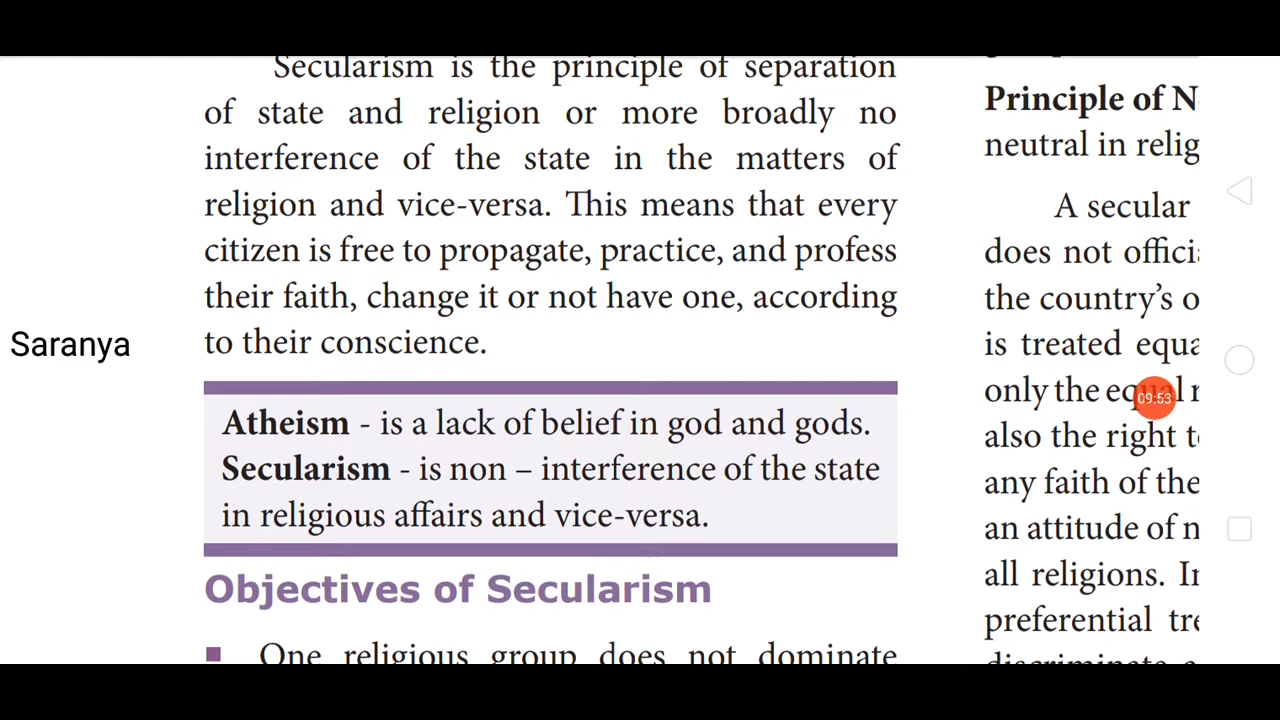 Secularism is the principle of separation
of state and religion or more broadly no
interference of the state in the matters of
religion and vice-versa. This means that every
citizen is free to propagate, practice, and profess
their faith, change it or not have one, according
to their conscience.
Saranya
Atheism - is a lack of belief in god and gods.
Secularism - is non – interference of the state
in religious affairs and vice-versa.
Objectives of Secularism
One religious group does not dominate
Principle of N
neutral in relig
A secular
does not offici
the country's o
is treated equa
only the equal r
09:53
also the right t
any faith of the
an attitude of n
all religions. In
preferential tre